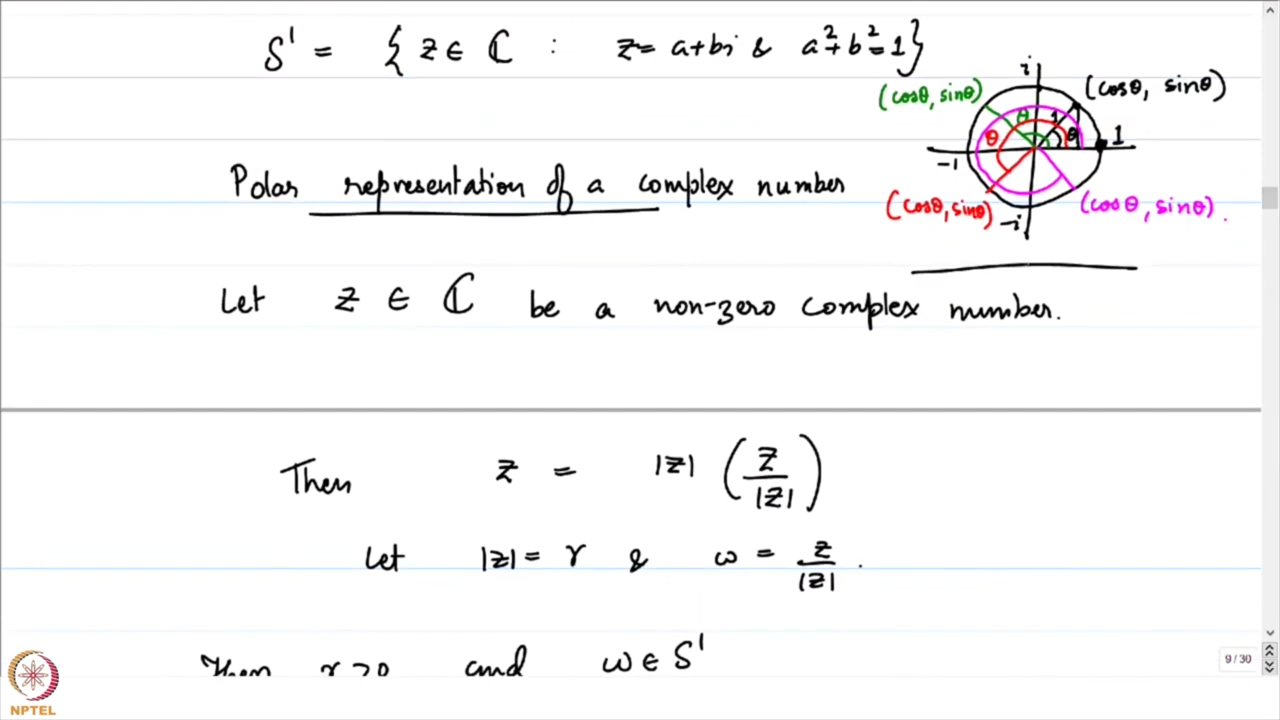 S¹ = { z ∈ ℂ : z = a+bi & a²+b²=1 }
i
(cosθ, sinθ) (cosθ, sinθ)
θ 1
θ θ
-1 1
Polar representation of a complex number
(cosθ, sinθ) (cosθ, sinθ).
-i
Let z ∈ ℂ be a non-zero complex number.
Then z = |z| (z/|z|)
Let |z| = r & ω = z/|z| .
Then r>0 and ω ∈ S¹
9 / 30
NPTEL